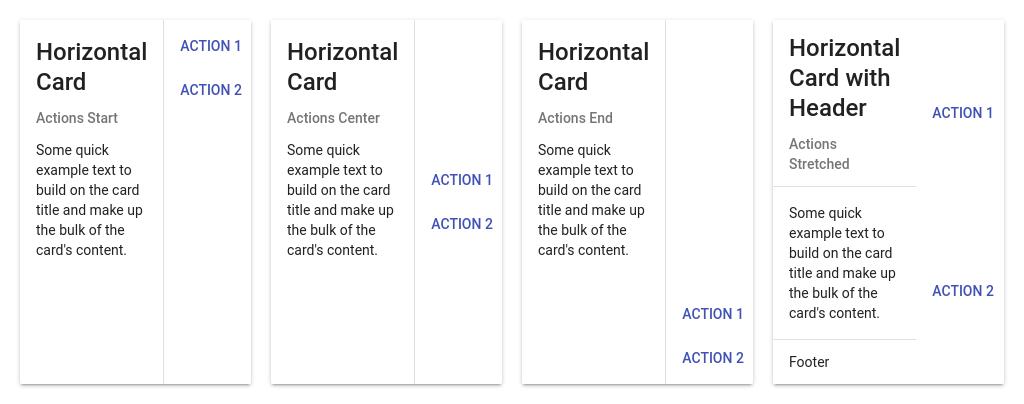 Horizontal
Card
Actions Start
Some quick
example text to
build on the card
title and make up
the bulk of the
card's content.
ACTION 1
ACTION 2
Horizontal
Card
Actions Center
Some quick
example text to
build on the card
title and make up
the bulk of the
card's content.
ACTION 1
ACTION 2
Horizontal
Card
Actions End
Some quick
example text to
build on the card
title and make up
the bulk of the
card's content.
ACTION 1
ACTION 2
Horizontal
Card with
Header
Actions
Stretched
Some quick
example text to
build on the card
title and make up
the bulk of the
card's content.
Footer
ACTION 1
ACTION 2